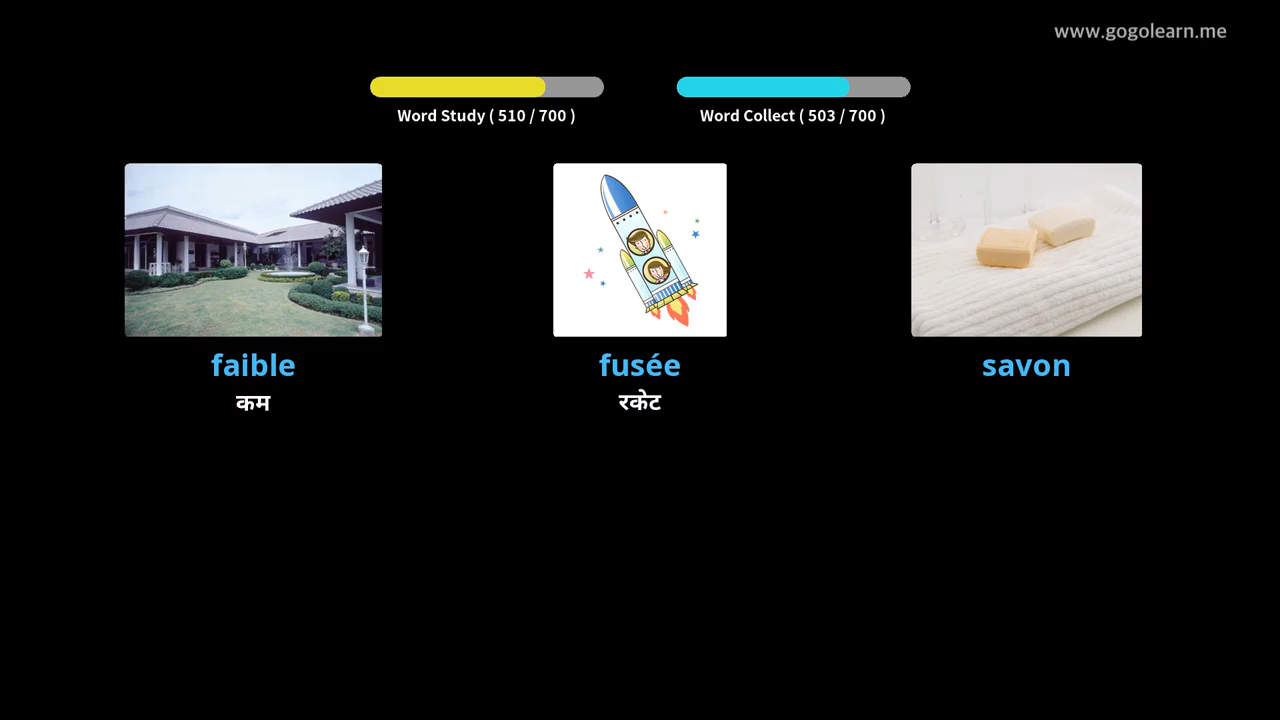 www.gogolearn.me
Word Study ( 510 / 700 )
Word Collect ( 503 / 700 )
faible
fusée
savon
कम
रकेट